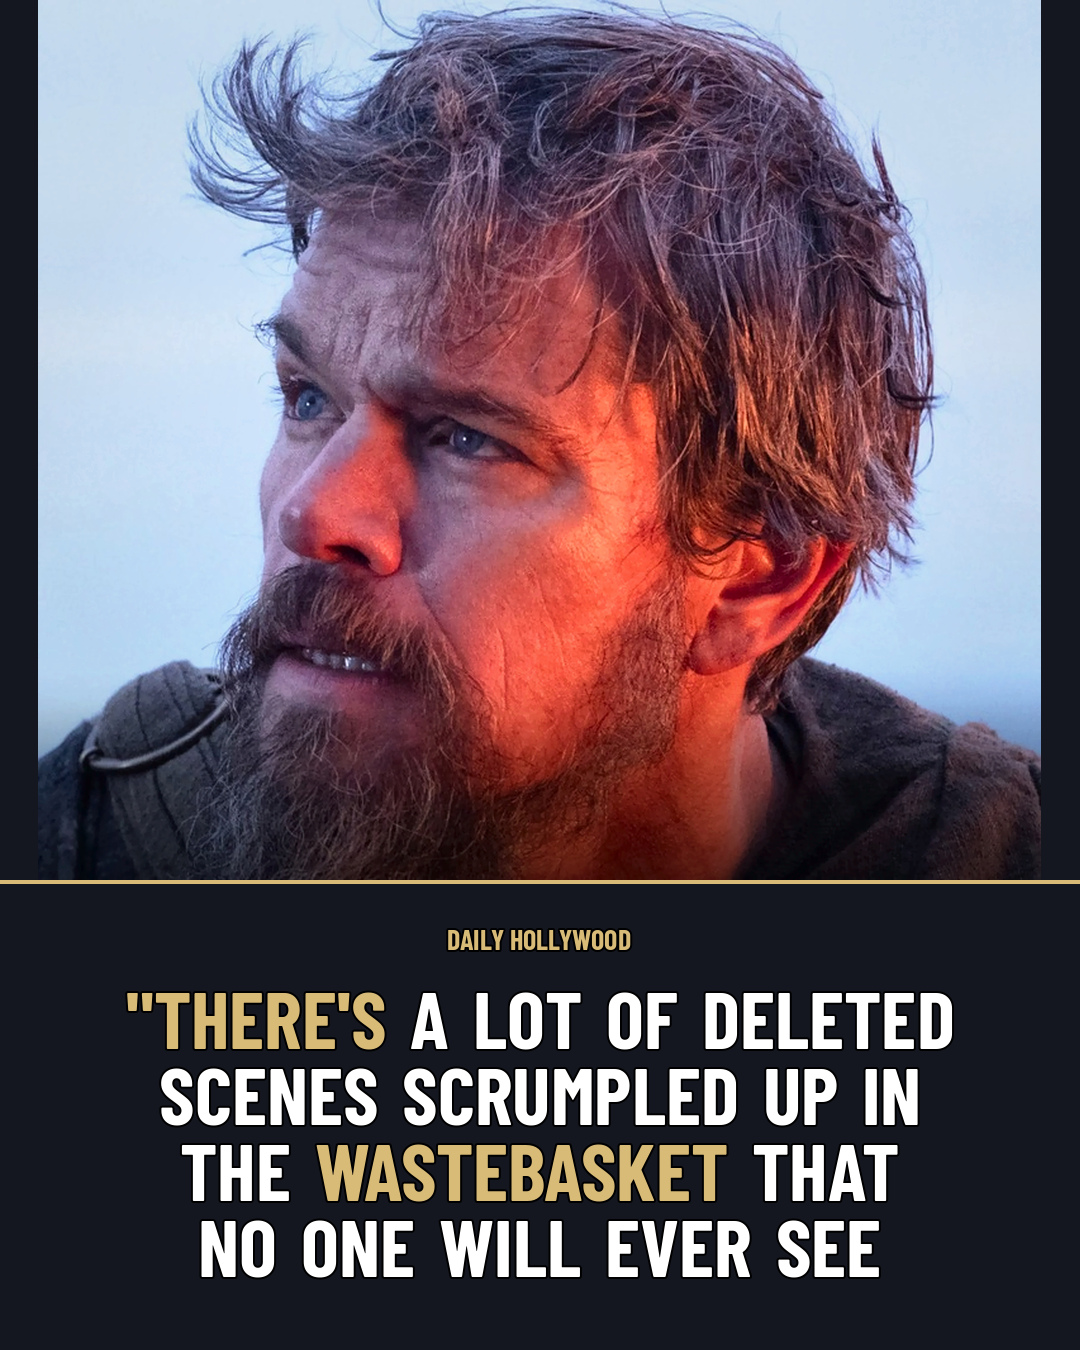 DAILY HOLLYWOOD
"THERE'S A LOT OF DELETED
SCENES SCRUMPLED UP IN
THE WASTEBASKET THAT
NO ONE WILL EVER SEE